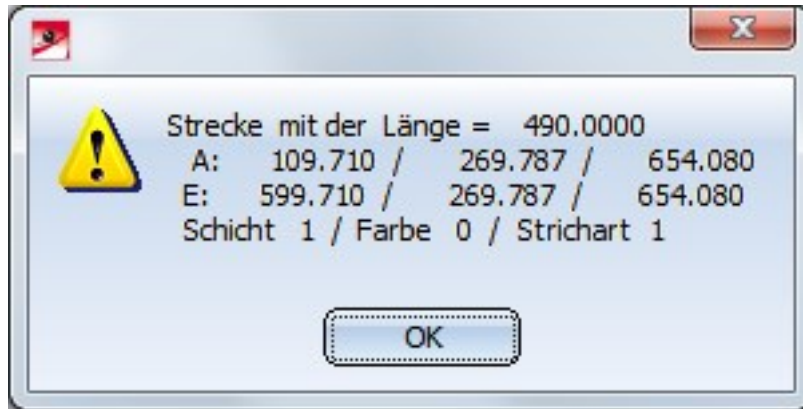 Strecke mit der Länge = 490.0000
A: 109.710 / 269.787 / 654.080
E: 599.710 / 269.787 / 654.080
Schicht 1 / Farbe 0 / Strichart 1
OK